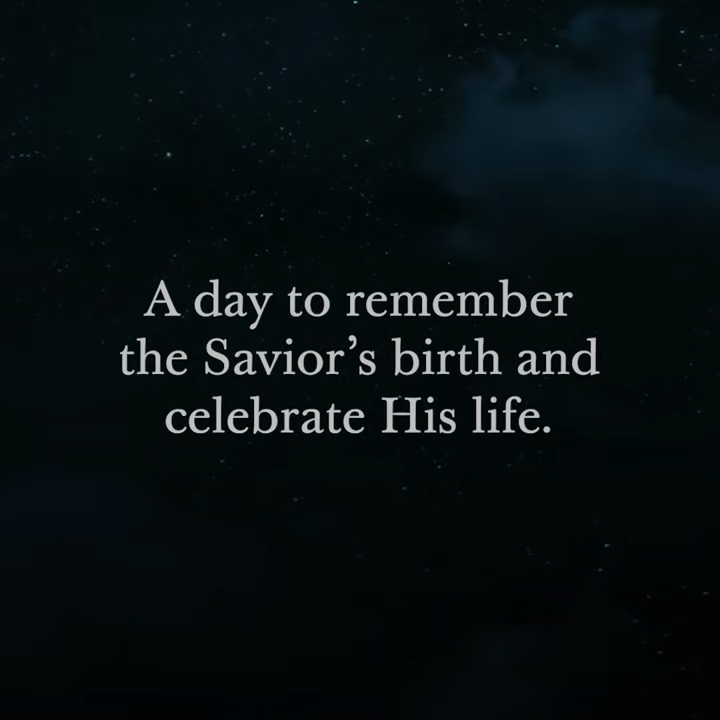 A day to remember
the Savior’s birth and
celebrate His life.